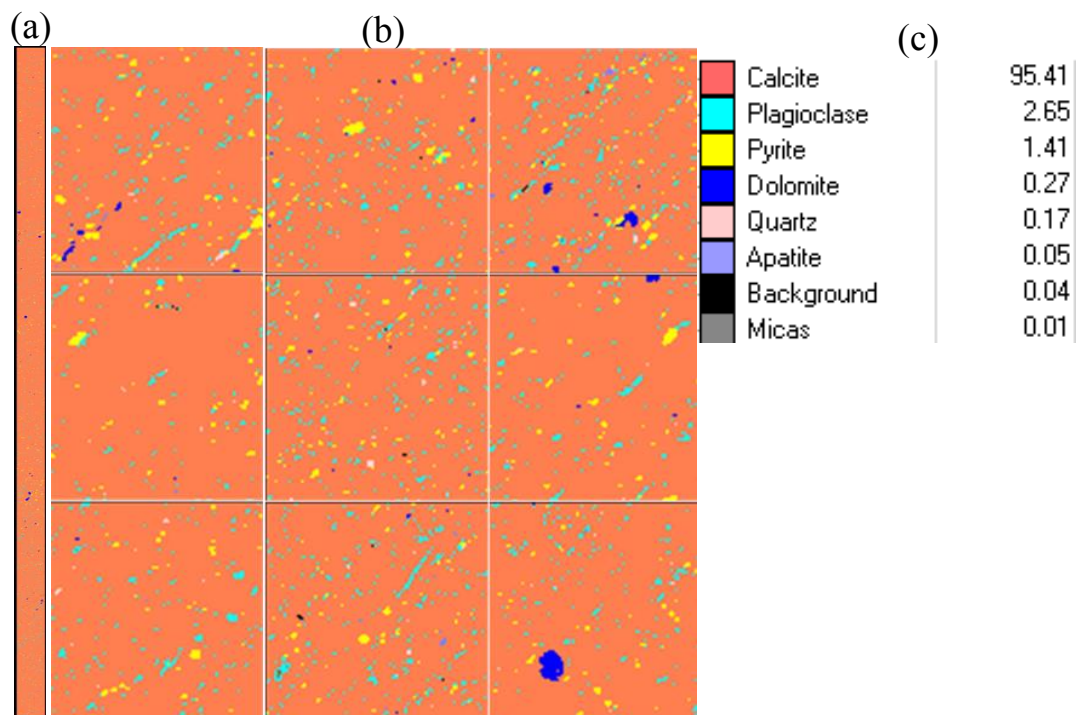 (a)
(b)
(c)
Calcite 95.41
Plagioclase 2.65
Pyrite 1.41
Dolomite 0.27
Quartz 0.17
Apatite 0.05
Background 0.04
Micas 0.01